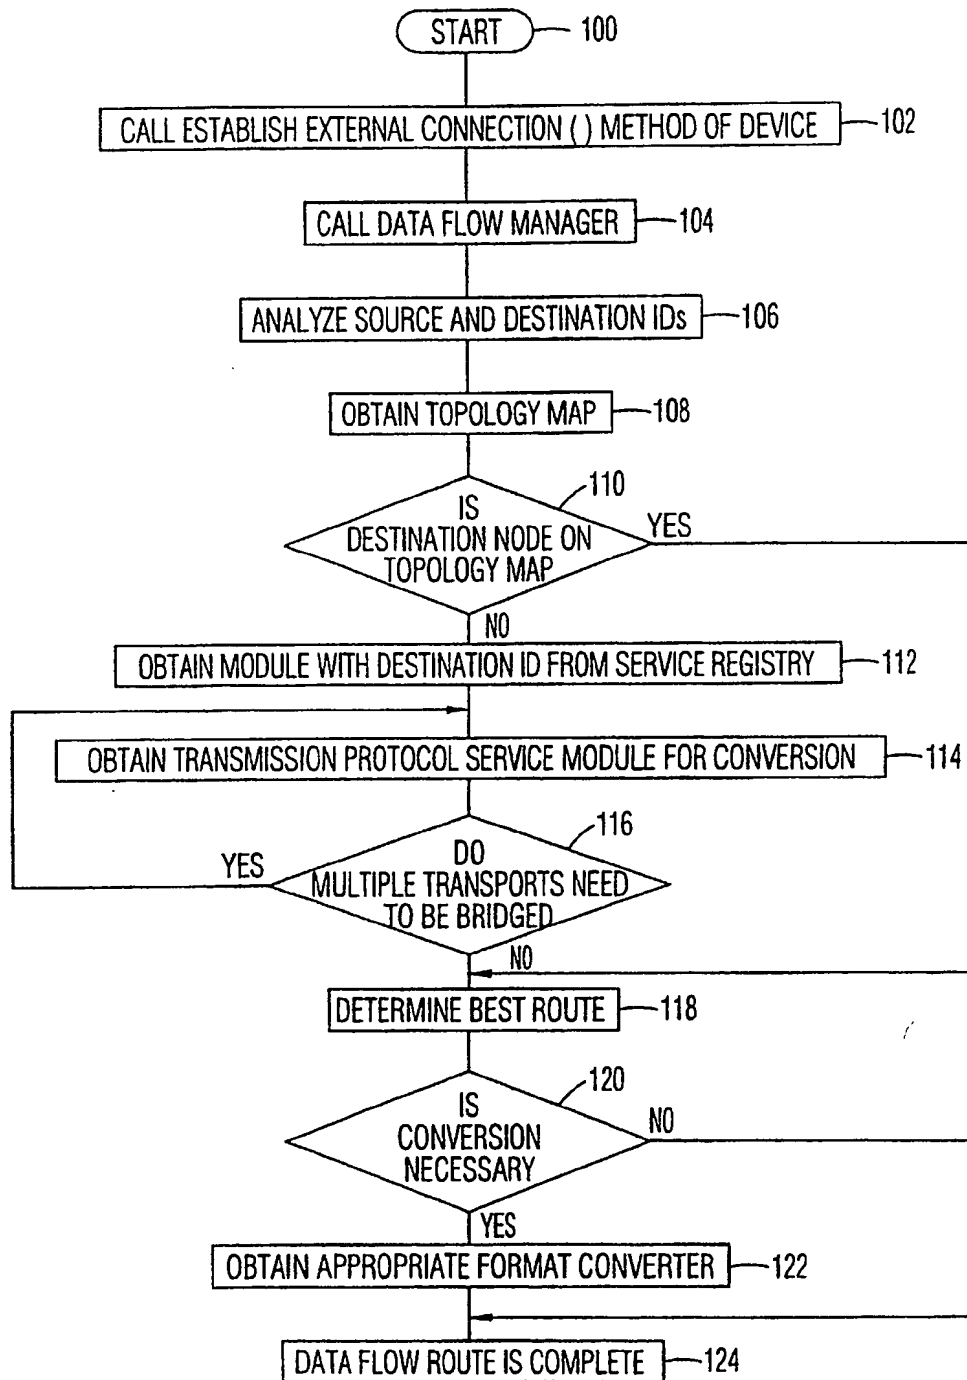 START
100
CALL ESTABLISH EXTERNAL CONNECTION ( ) METHOD OF DEVICE
102
CALL DATA FLOW MANAGER
104
ANALYZE SOURCE AND DESTINATION IDs
106
OBTAIN TOPOLOGY MAP
108
110
IS
DESTINATION NODE ON
TOPOLOGY MAP
YES
NO
OBTAIN MODULE WITH DESTINATION ID FROM SERVICE REGISTRY
112
OBTAIN TRANSMISSION PROTOCOL SERVICE MODULE FOR CONVERSION
114
116
YES
DO
MULTIPLE TRANSPORTS NEED
TO BE BRIDGED
NO
DETERMINE BEST ROUTE
118
120
IS
CONVERSION
NECESSARY
NO
YES
OBTAIN APPROPRIATE FORMAT CONVERTER
122
DATA FLOW ROUTE IS COMPLETE
124